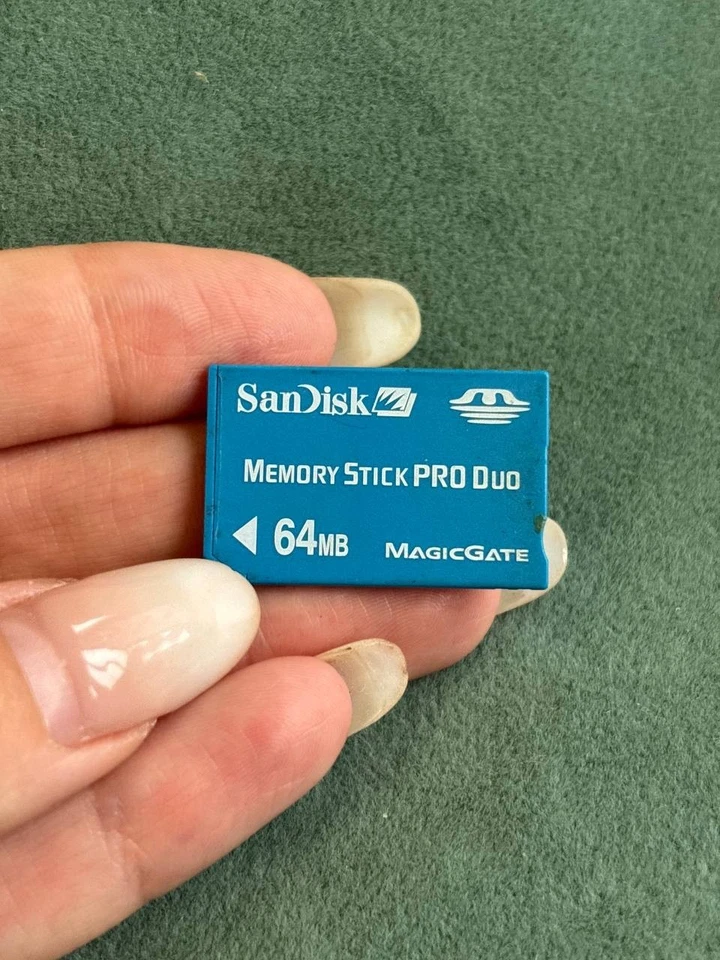 SanDisk
MEMORY STICK PRO DUO
64MB
MAGICGATE